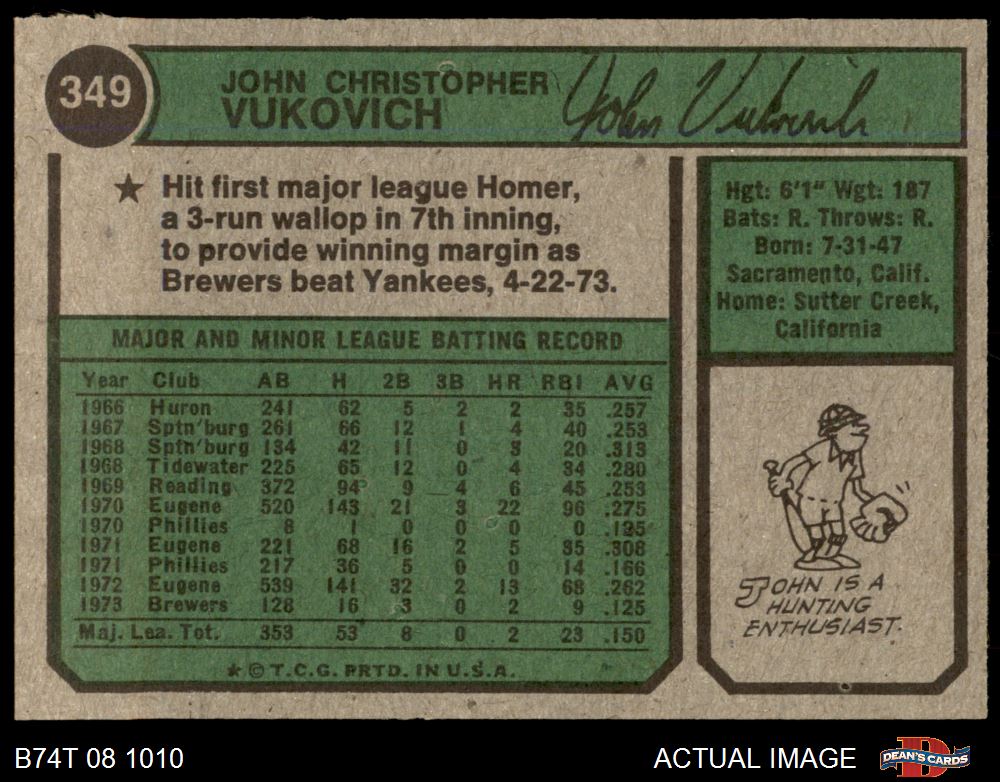 349
JOHN CHRISTOPHER
VUKOVICH
John Vukovich
★ Hit first major league Homer,
a 3-run wallop in 7th inning,
to provide winning margin as
Brewers beat Yankees, 4-22-73.
Hgt: 6'1" Wgt: 187
Bats: R. Throws: R.
Born: 7-31-47
Sacramento, Calif.
Home: Sutter Creek,
California
MAJOR AND MINOR LEAGUE BATTING RECORD
Year Club AB H 2B 3B HR RBI AVG
1966 Huron 241 62 5 2 2 35 .257
1967 Sptn'burg 261 66 12 1 4 40 .253
1968 Sptn'burg 134 42 11 0 3 20 .313
1968 Tidewater 225 65 12 0 4 34 .280
1969 Reading 372 94 9 4 6 45 .253
1970 Eugene 520 143 21 3 22 96 .275
1970 Phillies 8 1 0 0 0 0 .125
1971 Eugene 221 68 16 2 5 35 .308
1971 Phillies 217 36 5 0 0 14 .166
1972 Eugene 539 141 32 2 13 68 .262
1973 Brewers 128 16 3 0 2 9 .125
Maj. Lea. Tot. 353 53 8 0 2 23 .150
★ © T.C.G. PRTD. IN U.S.A.
JOHN IS A
HUNTING
ENTHUSIAST.
B74T 08 1010
ACTUAL IMAGE
DEAN'S CARDS